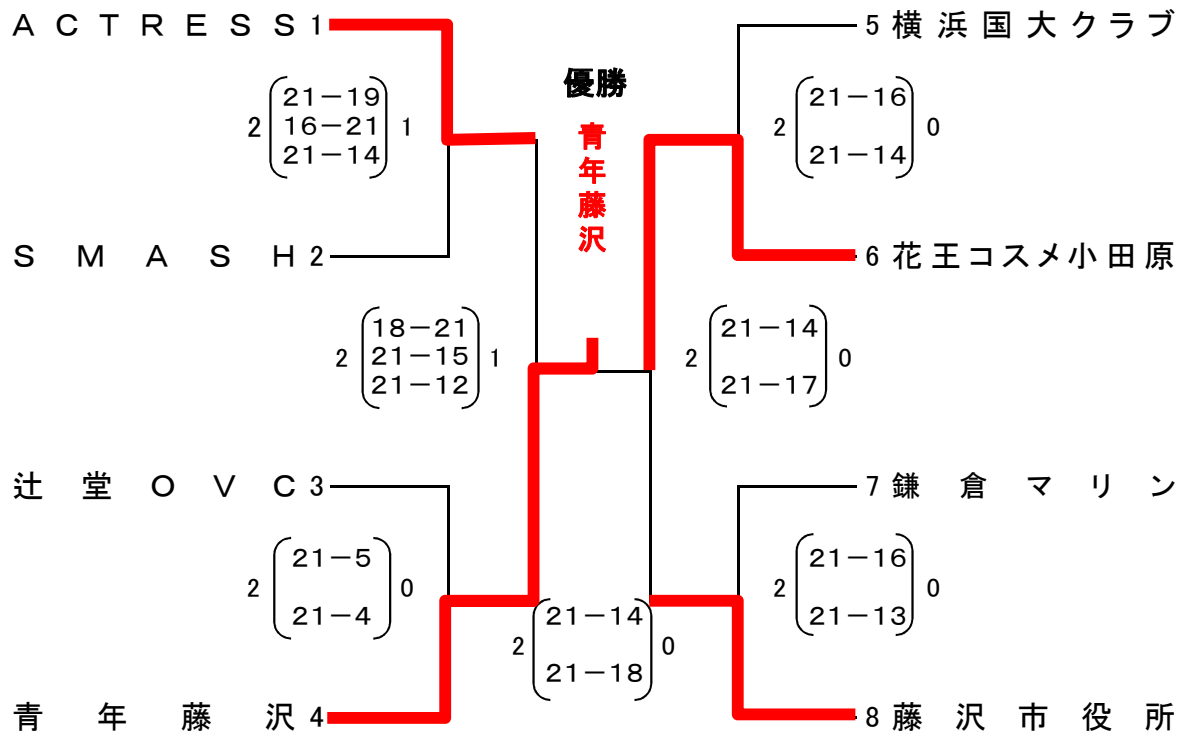 ACTRESS 1
5 横浜国大クラブ
優勝
青年藤沢
2 21－19 1
16－21
21－14
2 21－16 0
21－14
SMASH 2
6 花王コスメ小田原
2 18－21 1
21－15
21－12
2 21－14 0
21－17
辻堂OVC 3
7 鎌倉マリン
2 21－5 0
21－4
2 21－16 0
21－13
2 21－14 0
21－18
青年藤沢 4
8 藤沢市役所